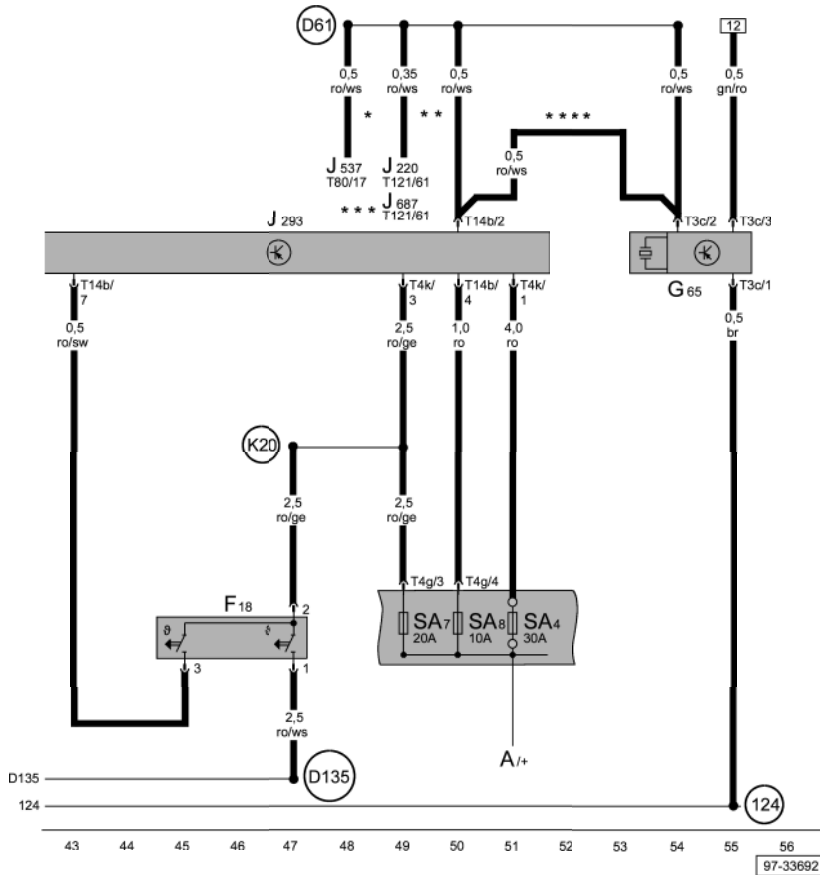 D61
12
0,5
ro/ws
0,35
ro/ws
0,5
ro/ws
0,5
ro/ws
0,5
gn/ro
*
* *
* * * *
0,5
ro/ws
J 537
T80/17
J 220
T121/61
* * * J 687
T121/61
J 293
T14b/2
T3c/2
T3c/3
G 65
T14b/
7
T4k/
3
T14b/
4
T4k/
1
T3c/1
0,5
ro/sw
2,5
ro/ge
1,0
ro
4,0
ro
0,5
br
K20
2,5
ro/ge
2,5
ro/ge
T4g/3
T4g/4
F 18
2
SA7
20A
SA8
10A
SA4
30A
ϑ
ϑ
3
1
2,5
ro/ws
A /+
D135
D135
124
124
43 44 45 46 47 48 49 50 51 52 53 54 55 56
97-33692